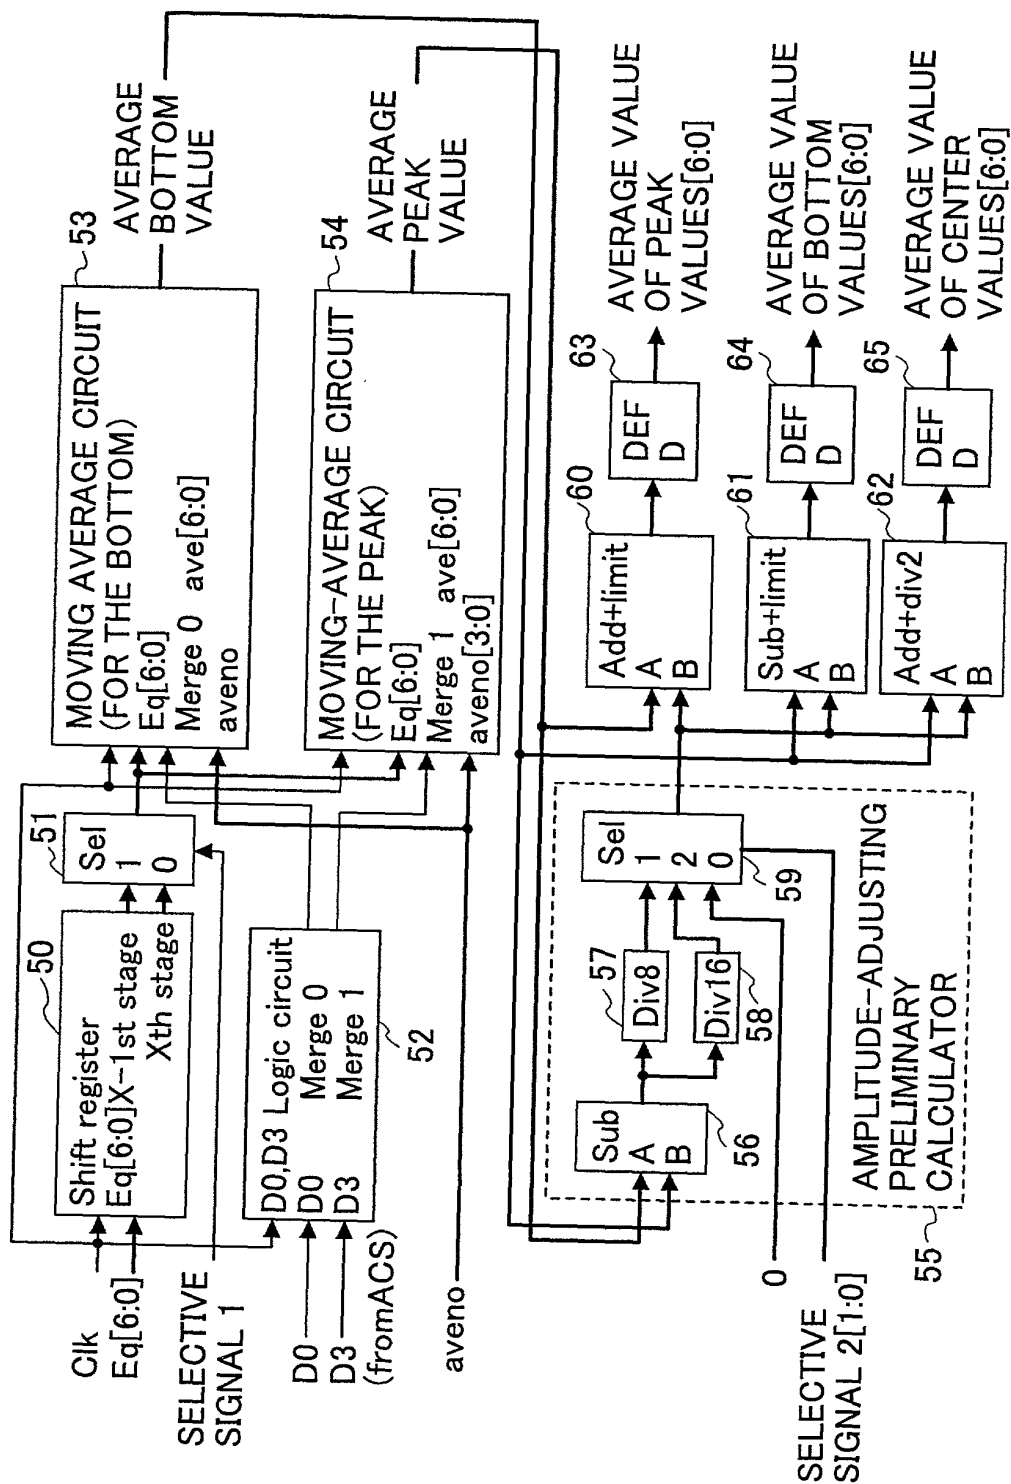 Clk
Eq[6:0]
SELECTIVE
SIGNAL 1
D0
D3
(fromACS)
aveno
50
Shift register
Eq[6:0]X-1st stage
Xth stage
51
Sel
1
0
D0,D3 Logic circuit
D0 Merge 0
D3 Merge 1
52
53
MOVING AVERAGE CIRCUIT
(FOR THE BOTTOM)
Eq[6:0]
Merge 0 ave[6:0]
aveno
AVERAGE
BOTTOM
VALUE
54
MOVING-AVERAGE CIRCUIT
(FOR THE PEAK)
Eq[6:0]
Merge 1 ave[6:0]
aveno[3:0]
AVERAGE
PEAK
VALUE
0
SELECTIVE
SIGNAL 2[1:0]
55
Sub
A
B
56
57
Div8
Div16
58
Sel
1
2
0
59
AMPLITUDE-ADJUSTING
PRELIMINARY
CALCULATOR
60
Add+limit
A
B
63
DEF
D
AVERAGE VALUE
OF PEAK
VALUES[6:0]
61
Sub+limit
A
B
64
DEF
D
AVERAGE VALUE
OF BOTTOM
VALUES[6:0]
62
Add+div2
A
B
65
DEF
D
AVERAGE VALUE
OF CENTER
VALUES[6:0]